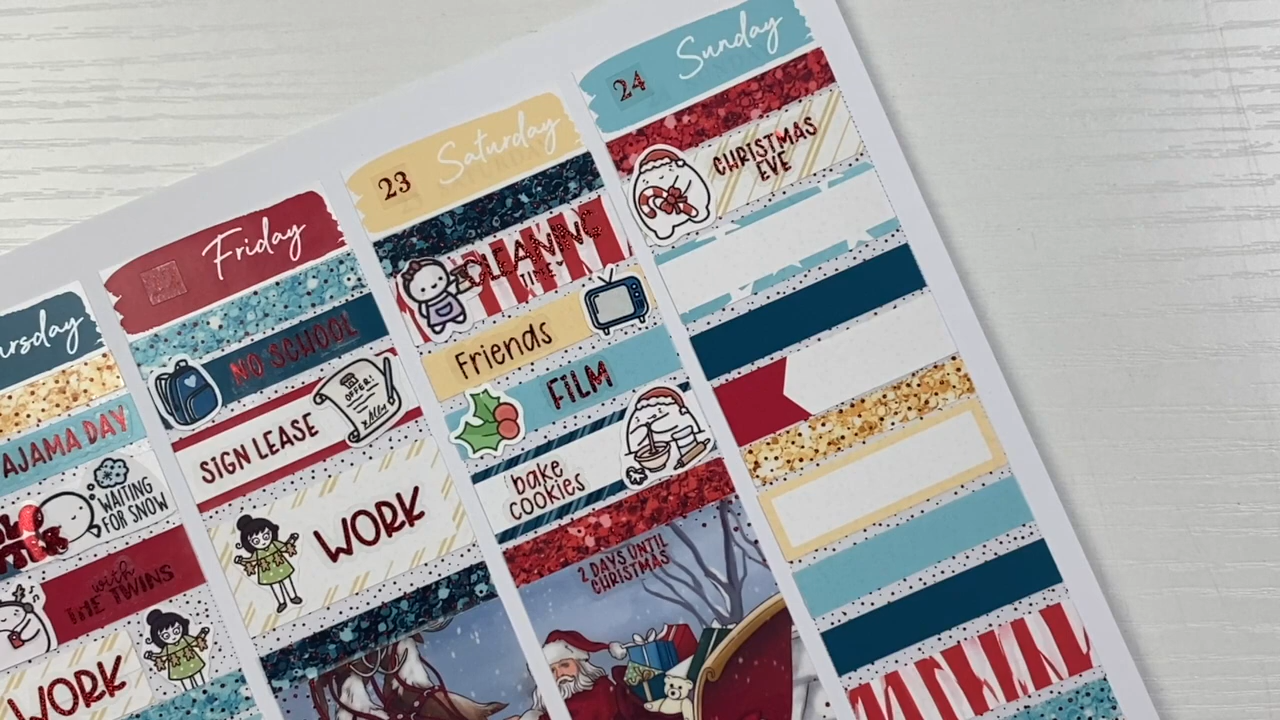 Friday
NO SCHOOL
OFFER!
SIGN LEASE
WORK
AJAMA DAY
WAITING
FOR SNOW
with
THE TWINS
WORK
23
Saturday
CLEANING
TIME
Friends
FILM
bake
cookies
2 DAYS UNTIL
CHRISTMAS
24
Sunday
CHRISTMAS
EVE